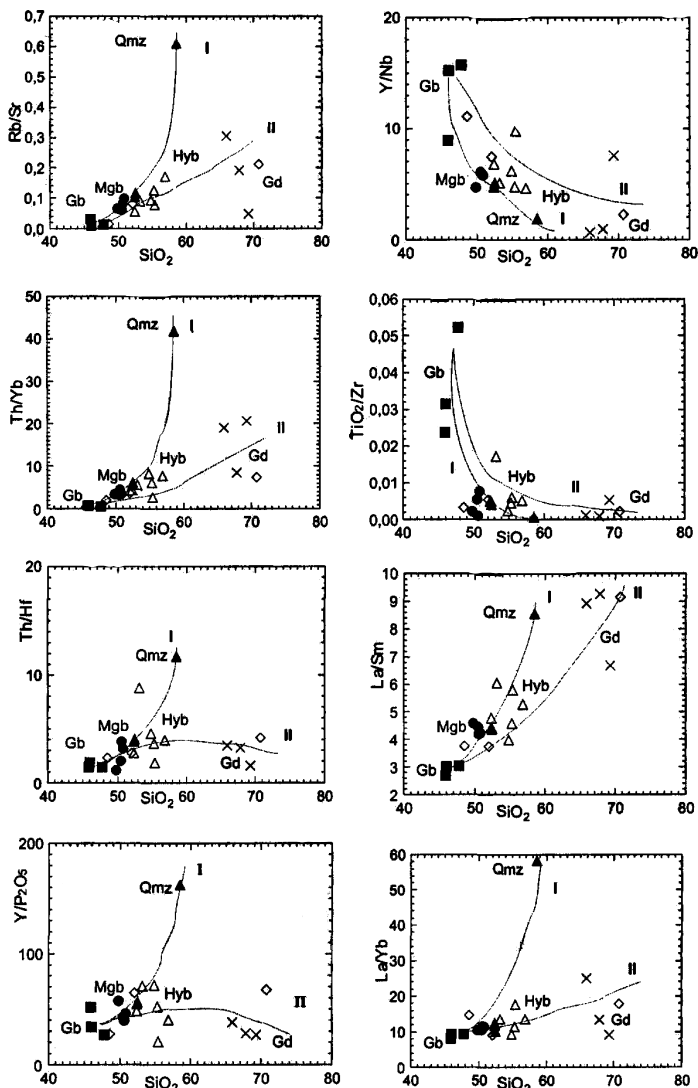 0,7
0,6
0,5
0,4
0,3
0,2
0,1
0,0
Rb/Sr
Qmz
I
II
Hyb
Mgb
Gb
Gd
40 50 60 70 80
SiO₂
20
10
0
Y/Nb
Gb
Hyb
II
Qmz
I
Gd
40 50 60 70 80
SiO₂
50
40
30
20
10
0
Th/Yb
Qmz
I
II
Hyb
Mgb
Gb
Gd
40 50 60 70 80
SiO₂
0,06
0,05
0,04
0,03
0,02
0,01
0,00
TiO₂/Zr
Gb
I
Hyb
II
Gd
40 50 60 70 80
SiO₂
20
10
0
Th/Hf
I
Qmz
Mgb
Hyb
II
Gb
Gd
40 50 60 70 80
SiO₂
10
9
8
7
6
5
4
3
2
La/Sm
I
II
Qmz
Gd
Hyb
Mgb
Gb
40 50 60 70 80
SiO₂
200
100
0
Y/P₂O₅
I
Qmz
Mgb
Hyb
II
Gb
Gd
40 50 60 70 80
SiO₂
60
50
40
30
20
10
0
La/Yb
Qmz
I
II
Hyb
Mgb
Gb
Gd
40 50 60 70 80
SiO₂